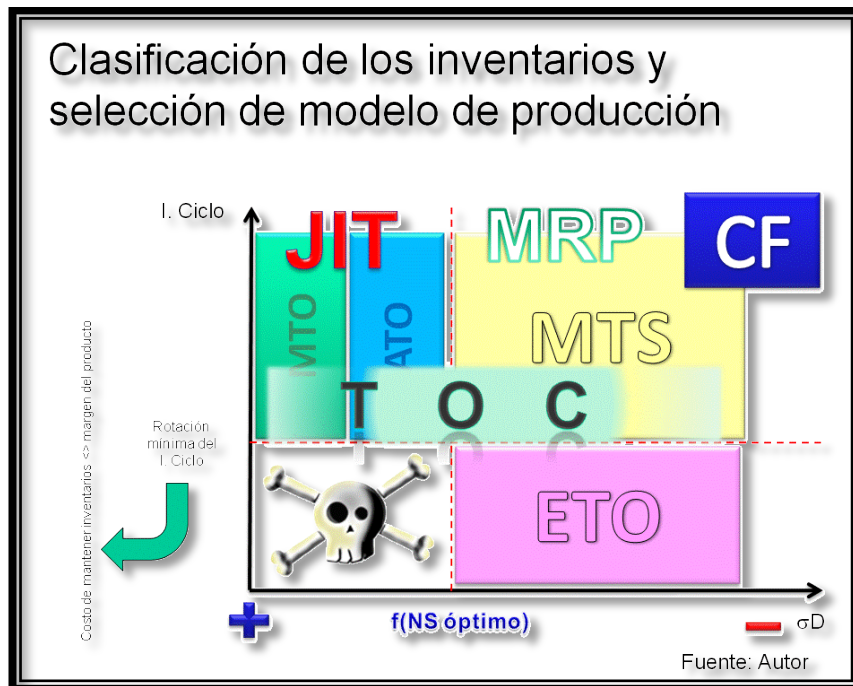 Clasificación de los inventarios y
selección de modelo de producción
I. Ciclo
JIT
MRP
CF
MTO
ATO
MTS
T O C
Costo de mantener inventarios <> margen del producto
Rotación
mínima del
I. Ciclo
ETO
+
f(NS óptimo)
−
σD
Fuente: Autor